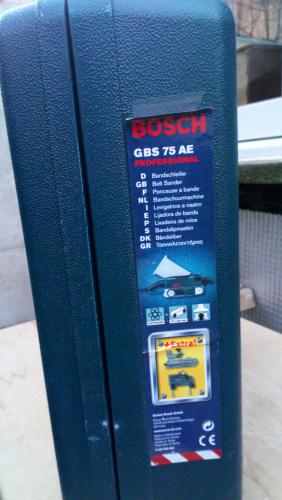 BOSCH
GBS 75 AE
PROFESSIONAL
D Bandschleifer
GB Belt Sander
F Ponceuse à bande
NL Bandschuurmachine
I Levigatrice a nastro
E Lijadora de banda
P Lixadeira de rolos
S Bandslipmaskin
DK Båndsliber
GR Ταινιολειαντήρας
+Extra!
Robert Bosch GmbH
CE